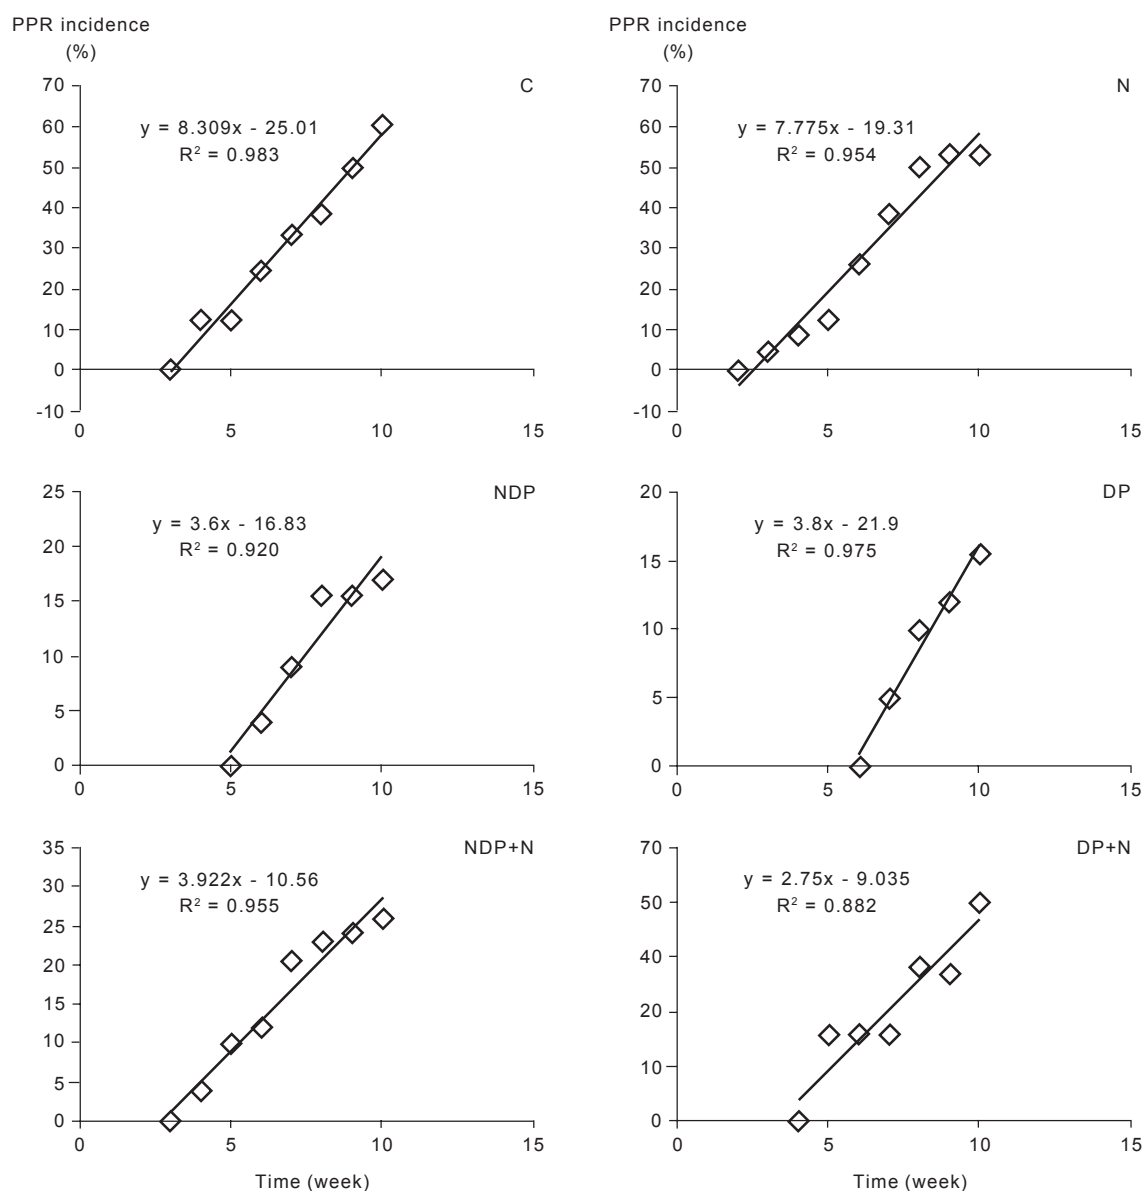 PPR incidence
(%)
70
60
50
40
30
20
10
0
-10
0 5 10 15
C
y = 8.309x - 25.01
R² = 0.983
PPR incidence
(%)
70
60
50
40
30
20
10
0
-10
0 5 10 15
N
y = 7.775x - 19.31
R² = 0.954
25
20
15
10
5
0
0 5 10 15
NDP
y = 3.6x - 16.83
R² = 0.920
20
15
10
5
0
0 5 10 15
DP
y = 3.8x - 21.9
R² = 0.975
35
30
25
20
15
10
5
0
0 5 10 15
NDP+N
y = 3.922x - 10.56
R² = 0.955
Time (week)
70
50
40
20
10
0
0 5 10 15
DP+N
y = 2.75x - 9.035
R² = 0.882
Time (week)